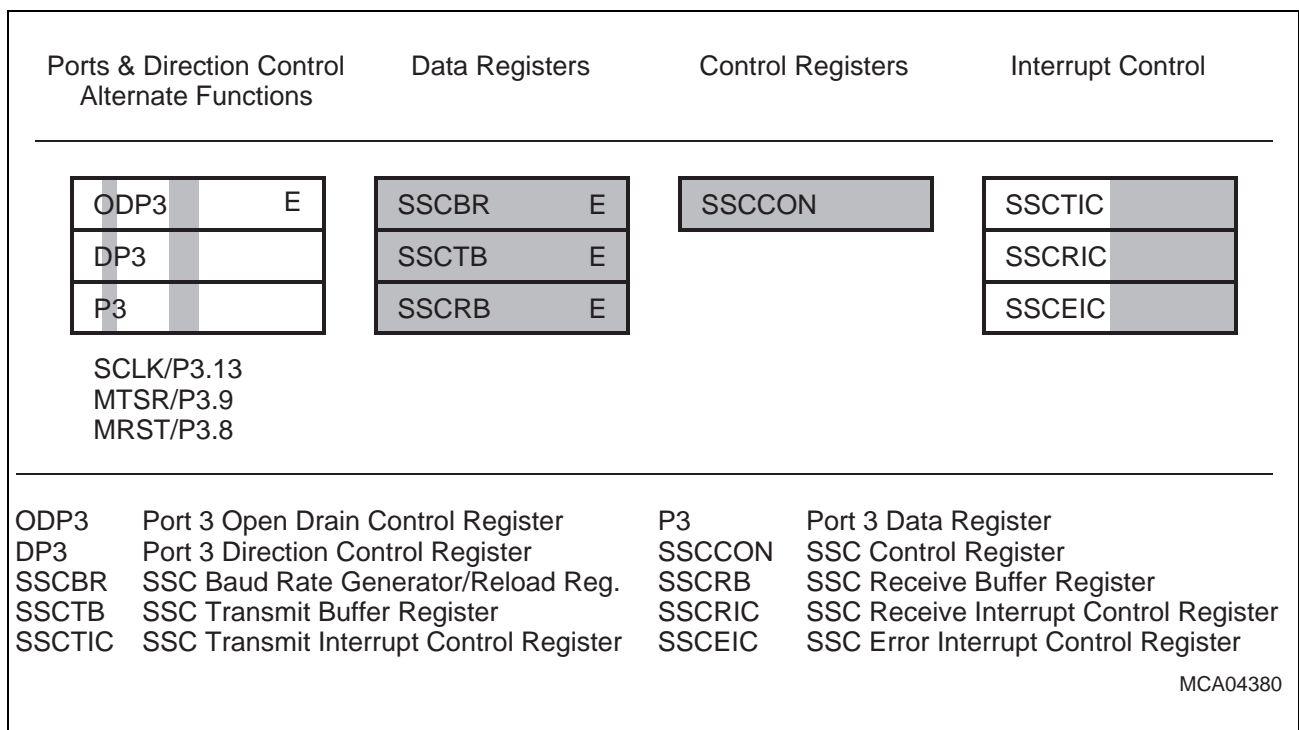 Ports & Direction Control Alternate Functions
Data Registers
Control Registers
Interrupt Control
ODP3 E
DP3
P3
SCLK/P3.13
MTSR/P3.9
MRST/P3.8
SSCBR E
SSCTB E
SSCRB E
SSCCON
SSCTIC
SSCRIC
SSCEIC
ODP3 Port 3 Open Drain Control Register
DP3 Port 3 Direction Control Register
SSCBR SSC Baud Rate Generator/Reload Reg.
SSCTB SSC Transmit Buffer Register
SSCTIC SSC Transmit Interrupt Control Register
P3 Port 3 Data Register
SSCCON SSC Control Register
SSCRB SSC Receive Buffer Register
SSCRIC SSC Receive Interrupt Control Register
SSCEIC SSC Error Interrupt Control Register
MCA04380